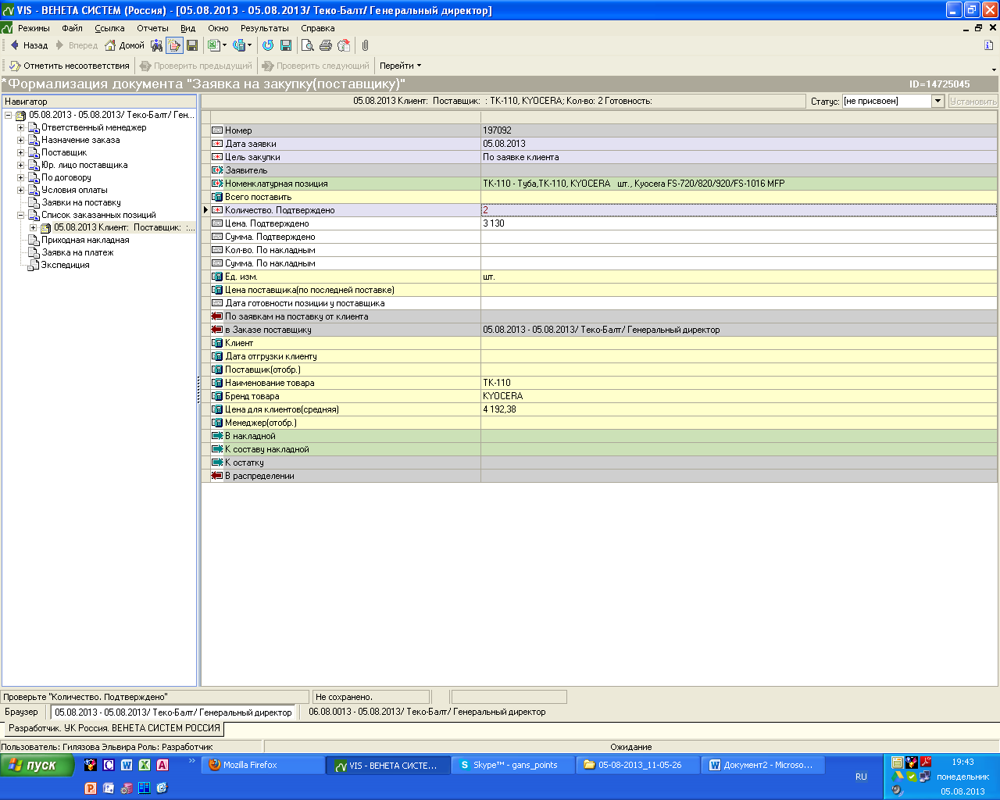 VIS - ВЕНЕТА СИСТЕМ (Россия) - [05.08.2013 - 05.08.2013/ Теко-Балт/ Генеральный директор]
Режимы Файл Ссылка Отчеты Вид Окно Результаты Справка
Назад Вперед Домой
Отметить несоответствия Проверить предыдущий Проверить следующий Перейти
*Формализация документа "Заявка на закупку(поставщику)" ID=14725045
Навигатор
05.08.2013 - 05.08.2013/ Теко-Балт/ Ген...
Ответственный менеджер
Назначение заказа
Поставщик
Юр. лицо поставщика
По договору
Условия оплаты
Заявки на поставку
Список заказанных позиций
05.08.2013 Клиент: Поставщик: :...
Приходная накладная
Заявка на платеж
Экспедиция
05.08.2013 Клиент: Поставщик: : TK-110, KYOCERA; Кол-во: 2 Готовность:
Статус: [не присвоен] Установить
Номер 197092
Дата заявки 05.08.2013
Цель закупки По заявке клиента
Заявитель
Номенклатурная позиция TK-110 - Туба,TK-110, KYOCERA шт., Kyocera FS-720/820/920/FS-1016 MFP
Всего поставить
Количество. Подтверждено 2
Цена. Подтверждено 3 130
Сумма. Подтверждено
Кол-во. По накладным
Сумма. По накладным
Ед. изм. шт.
Цена поставщика(по последней поставке)
Дата готовности позиции у поставщика
По заявкам на поставку от клиента
в Заказе поставщику 05.08.2013 - 05.08.2013/ Теко-Балт/ Генеральный директор
Клиент
Дата отгрузки клиенту
Поставщик(отобр.)
Наименование товара TK-110
Бренд товара KYOCERA
Цена для клиентов(средняя) 4 192,38
Менеджер(отобр.)
В накладной
К составу накладной
К остатку
В распределении
Проверьте "Количество. Подтверждено" Не сохранено.
Браузер 05.08.2013 - 05.08.2013/ Теко-Балт/ Генеральный директор 06.08.0013 - 05.08.2013/ Теко-Балт/ Генеральный директор
Разработчик. УК Россия. ВЕНЕТА СИСТЕМ РОССИЯ
Пользователь: Гилязова Эльвира Роль: Разработчик Ожидание
пуск Mozilla Firefox VIS - ВЕНЕТА СИСТЕ... Skype™ - gans_points 05-08-2013_11-05-26 Документ2 - Microso... 19:43
RU понедельник
05.08.2013